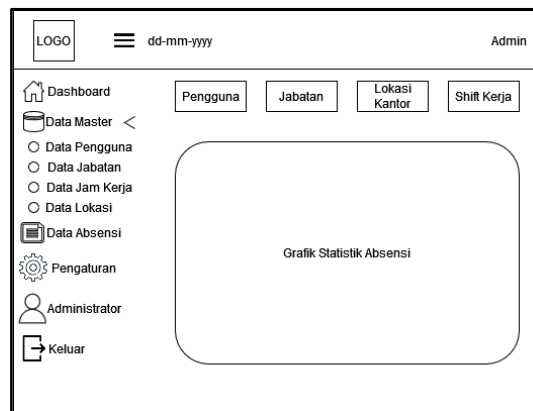 LOGO
dd-mm-yyyy
Admin
Dashboard
Data Master
Data Pengguna
Data Jabatan
Data Jam Kerja
Data Lokasi
Data Absensi
Pengaturan
Administrator
Keluar
Pengguna
Jabatan
Lokasi
Kantor
Shift Kerja
Grafik Statistik Absensi